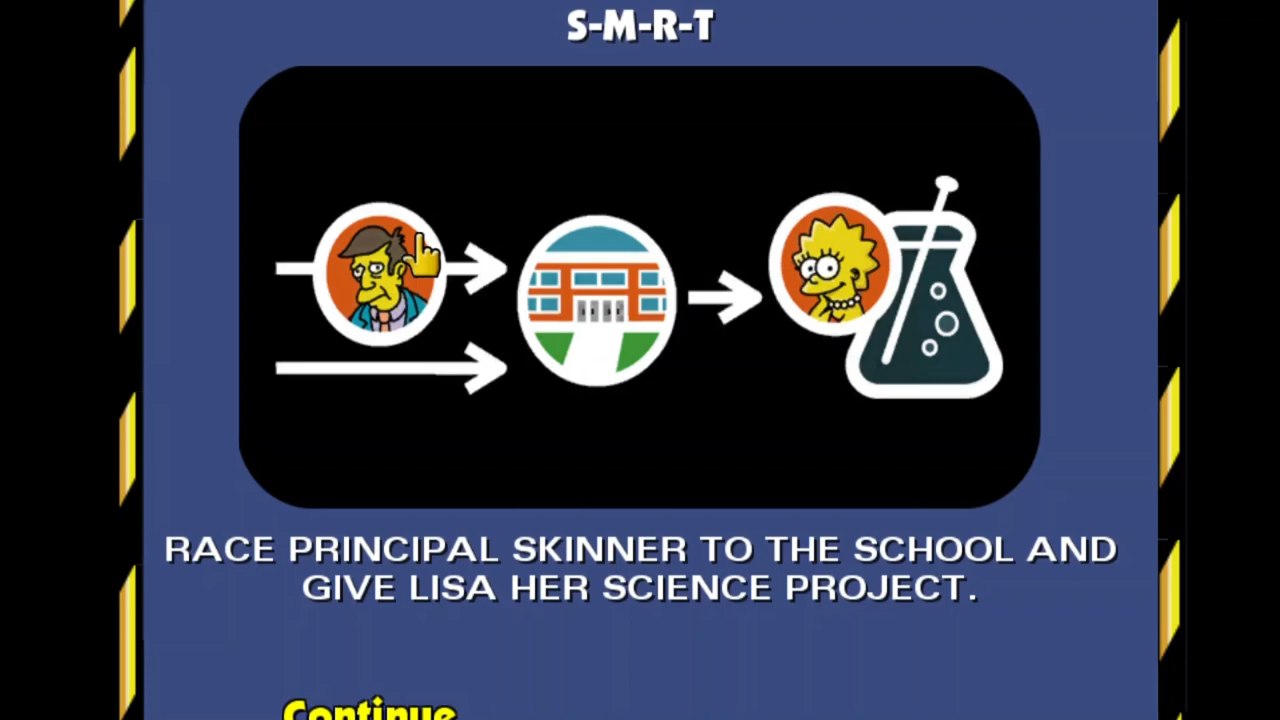 S-M-R-T
RACE PRINCIPAL SKINNER TO THE SCHOOL AND
GIVE LISA HER SCIENCE PROJECT.
Continue